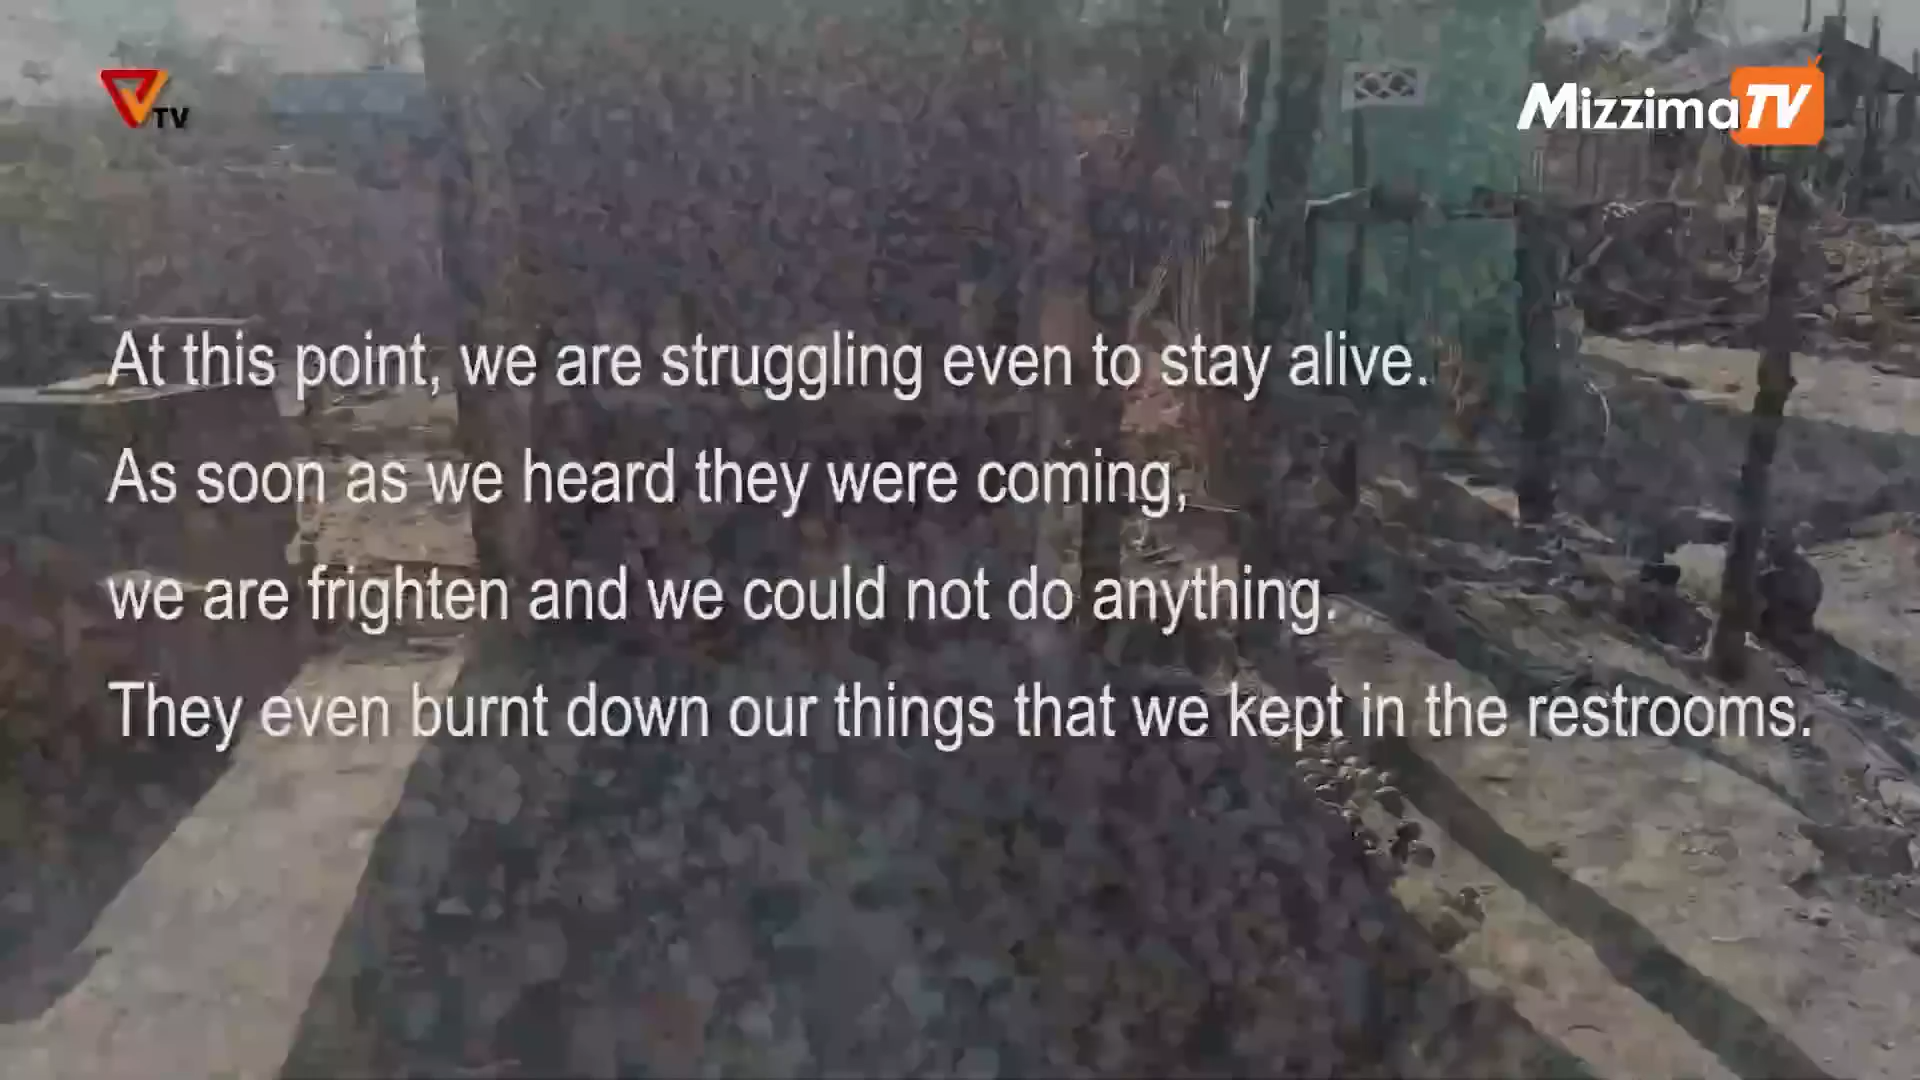 TV
MizzimaTV
At this point, we are struggling even to stay alive.
As soon as we heard they were coming,
we are frighten and we could not do anything.
They even burnt down our things that we kept in the restrooms.